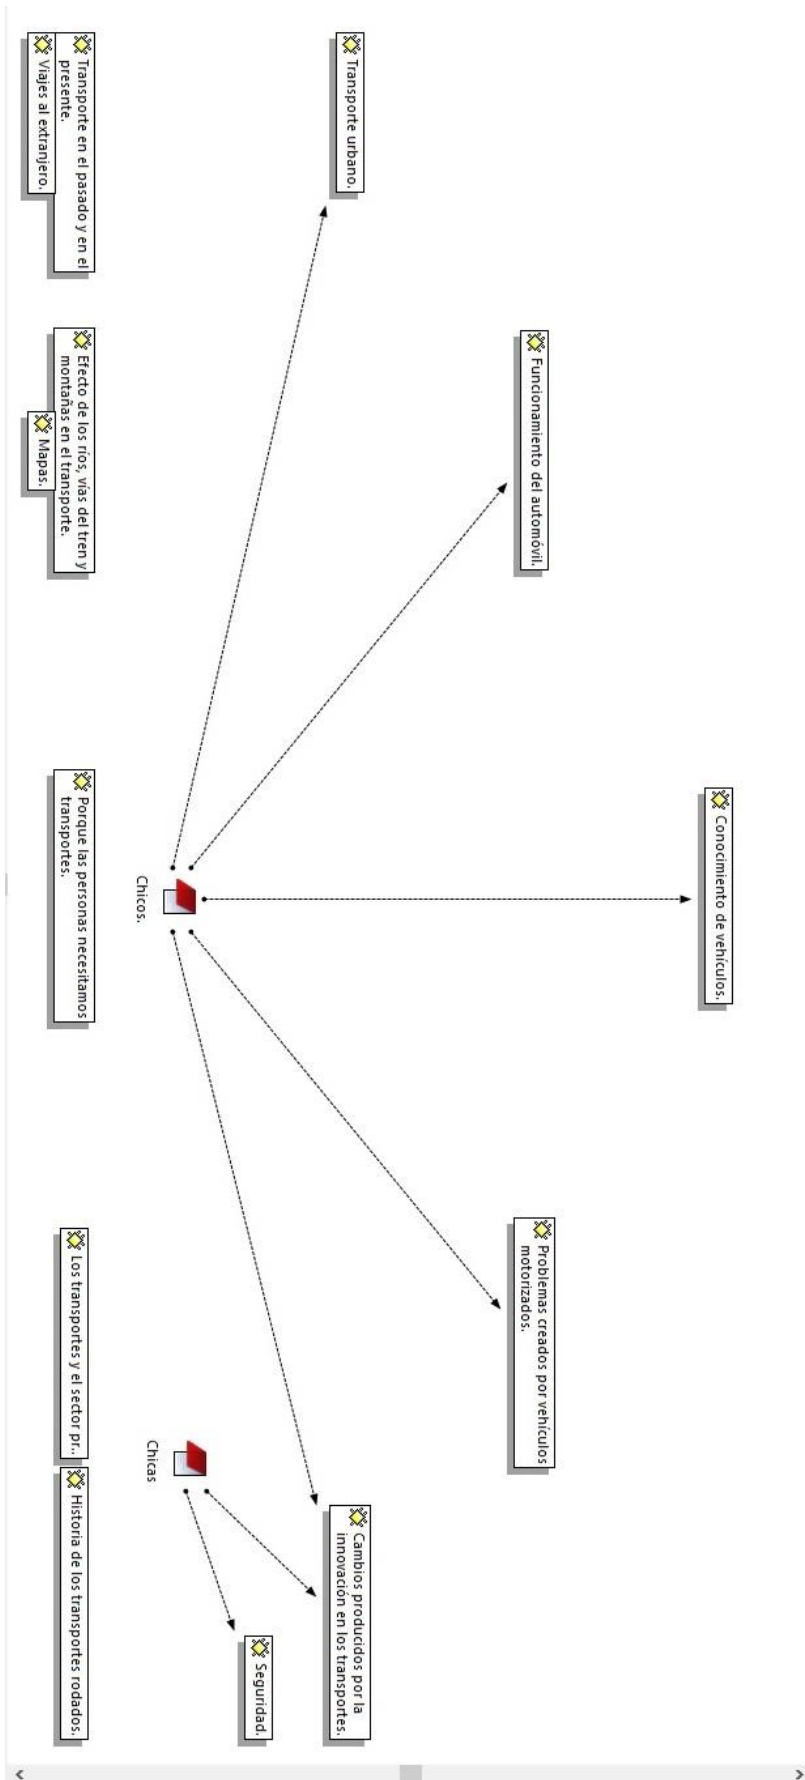 Conocimiento de vehículos.
Funcionamiento del automóvil.
Problemas creados por vehículos
motorizados.
Transporte urbano.
Cambios producidos por la
innovación en los transportes.
Seguridad.
Chicos.
Chicas
Transporte en el pasado y en el
presente.
Viajes al extranjero.
Efecto de los ríos, vías del tren y
montañas en el transporte.
Mapas.
Porque las personas necesitamos
transportes.
Los transportes y el sector pr..
Historia de los transportes rodados.